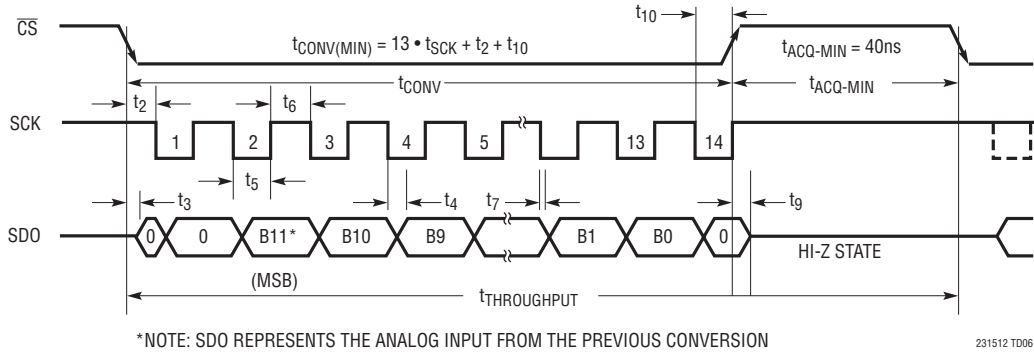 t10
CS
tCONV(MIN) = 13 • tSCK + t2 + t10
tACQ-MIN = 40ns
tCONV
tACQ-MIN
t2
t6
SCK
1
2
3
4
5
13
14
t5
t3
t4
t7
t9
SDO
0
0
B11*
B10
B9
B1
B0
0
HI-Z STATE
(MSB)
tTHROUGHPUT
*NOTE: SDO REPRESENTS THE ANALOG INPUT FROM THE PREVIOUS CONVERSION
231512 TD06